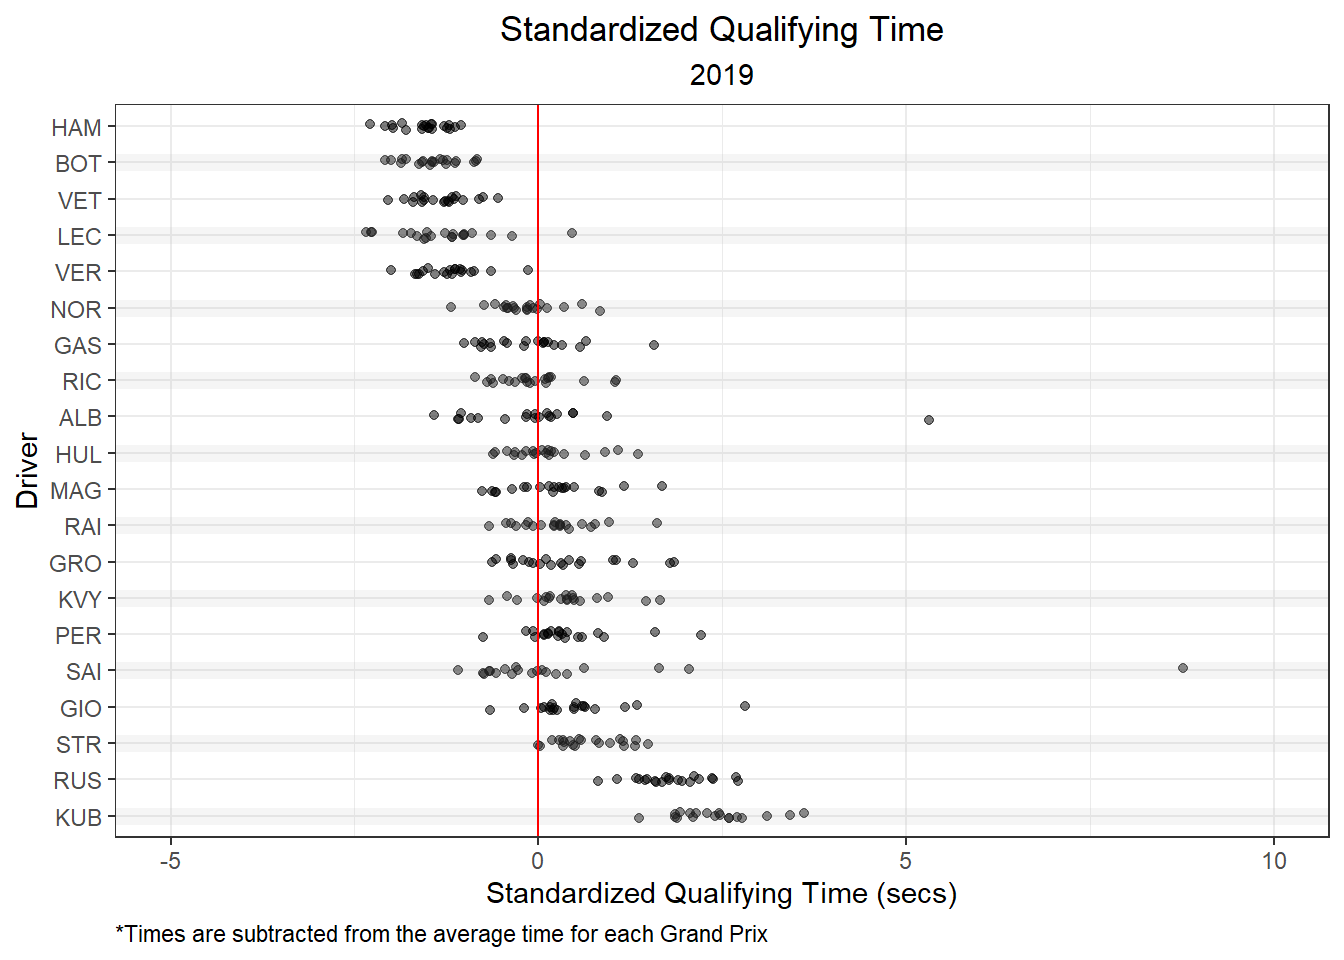 Standardized Qualifying Time
2019
Driver
HAM
BOT
VET
LEC
VER
NOR
GAS
RIC
ALB
HUL
MAG
RAI
GRO
KVY
PER
SAI
GIO
STR
RUS
KUB
-5 0 5 10
Standardized Qualifying Time (secs)
*Times are subtracted from the average time for each Grand Prix